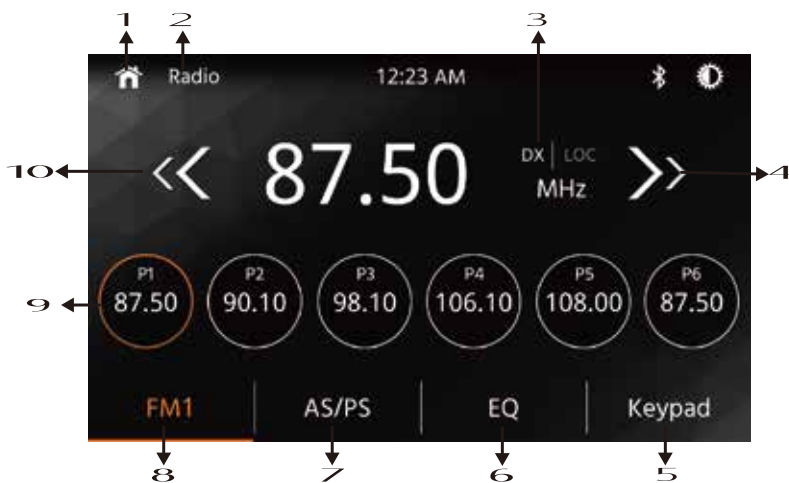 1 2 3
Radio 12:23 AM
10 87.50 DX | LOC 4
MHz
P1 P2 P3 P4 P5 P6
9 87.50 90.10 98.10 106.10 108.00 87.50
FM1 AS/PS EQ Keypad
8 7 6 5